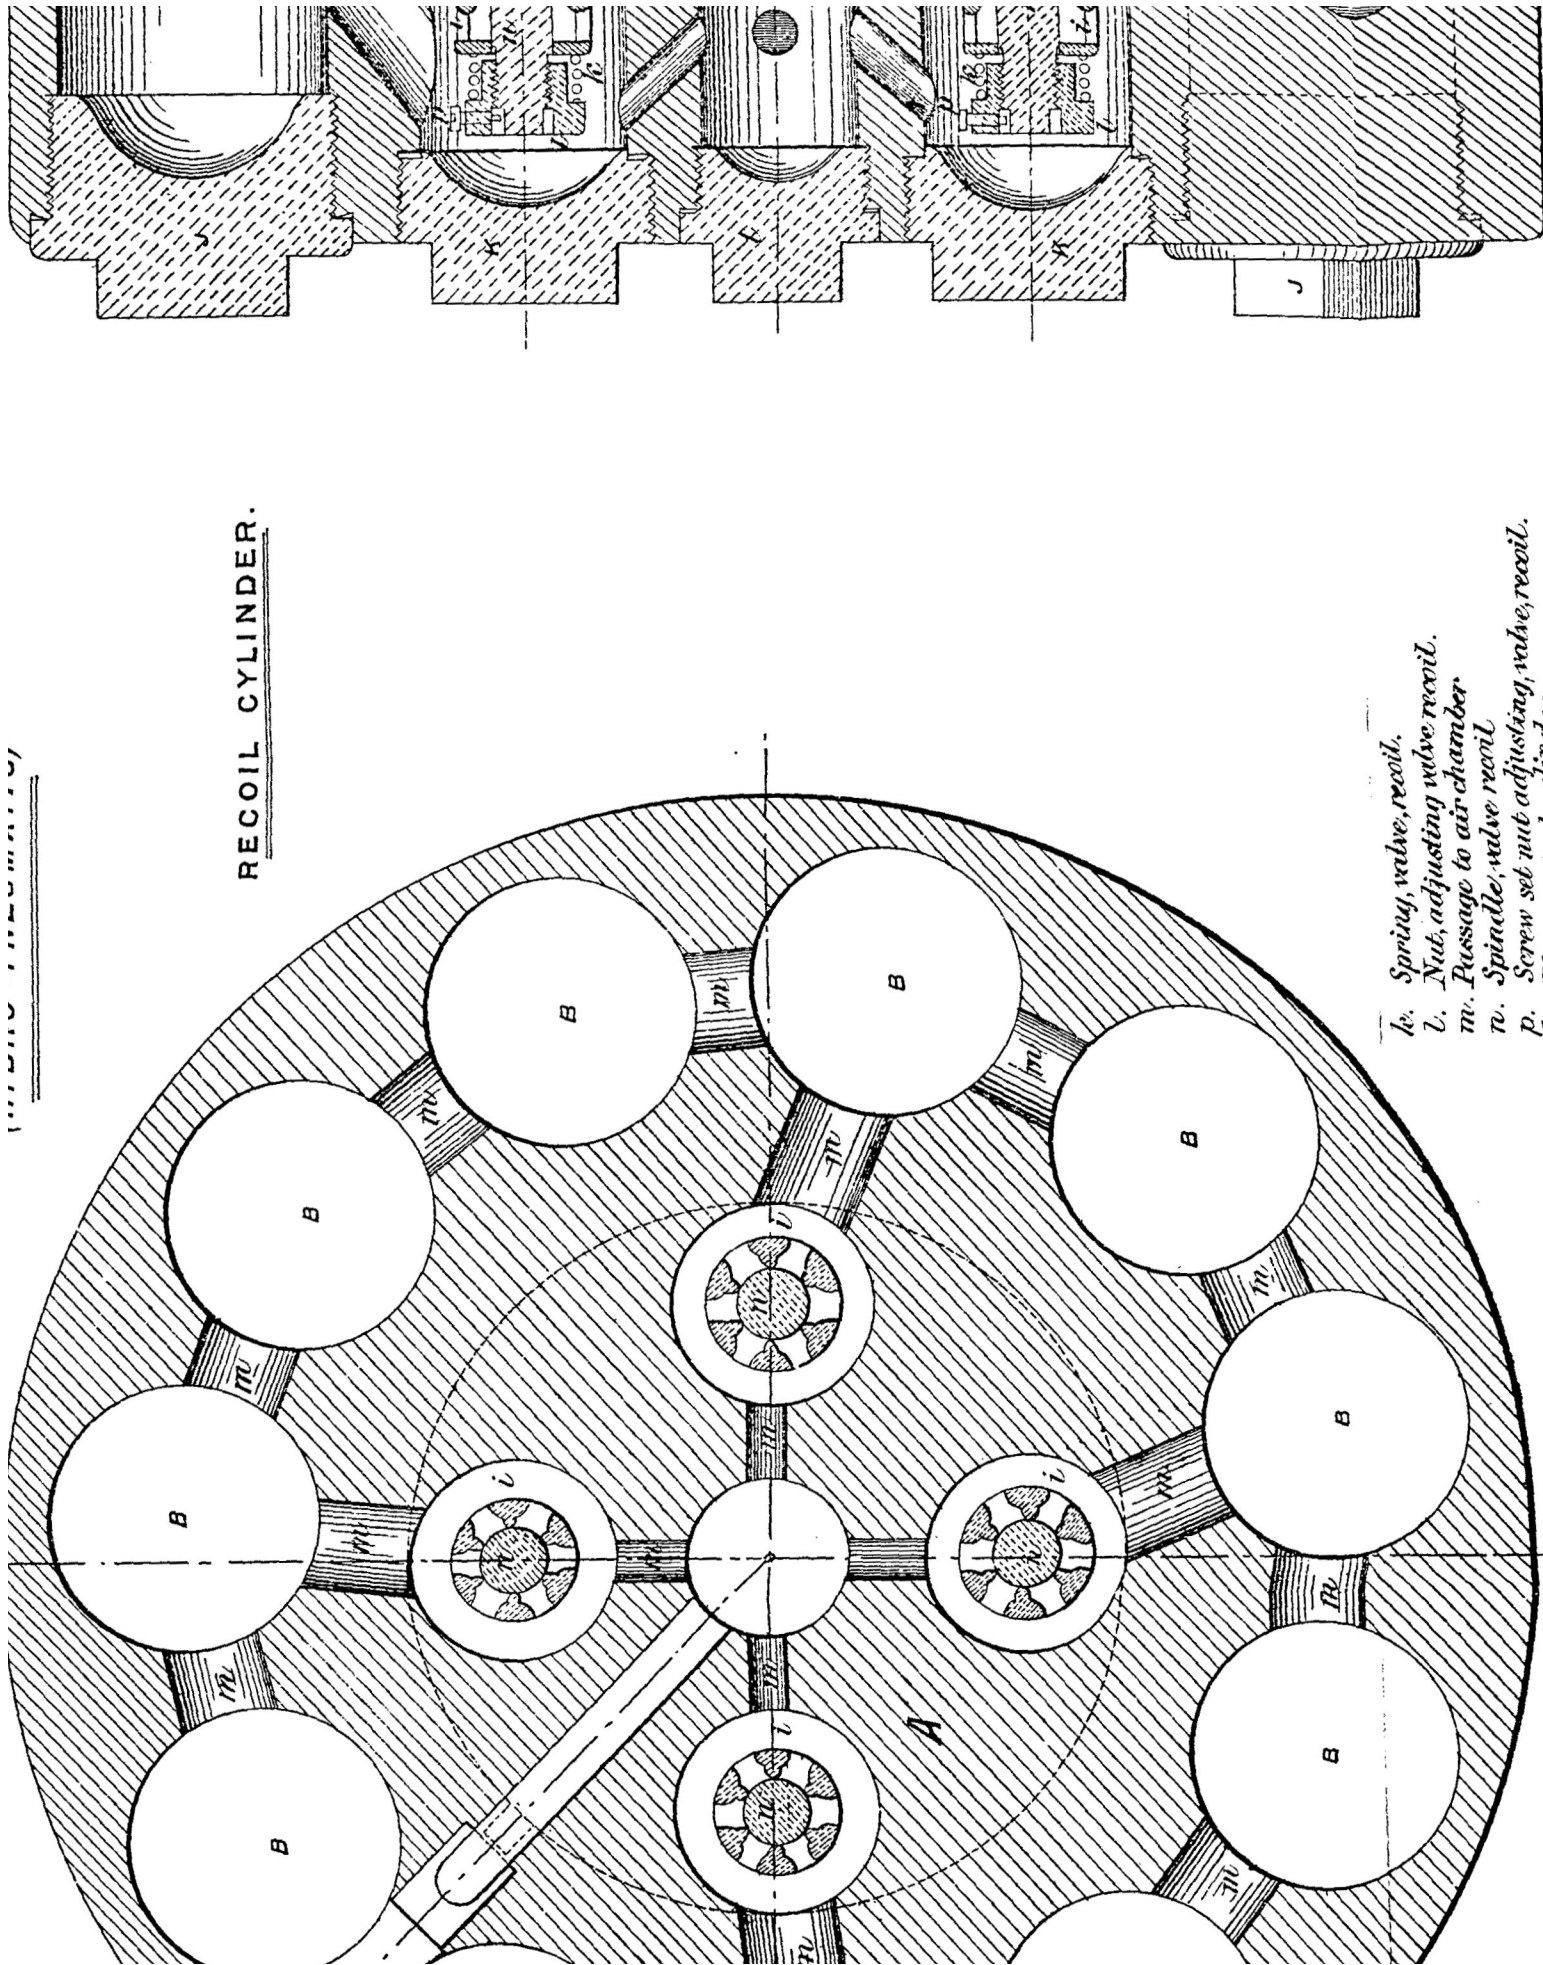 RECOIL CYLINDER.
k. Spring, valve, recoil.
l. Nut, adjusting valve recoil.
m. Passage to air chamber
n. Spindle, valve recoil
p. Screw set nut adjusting, valve, recoil.
J
K
L
K
J
n
k
l
p
i
k
l
p
B
B
B
B
B
B
B
B
m
m
m
m
m
m
m
m
m
m
m
m
m
m
i
i
i
i
n
n
n
n
A